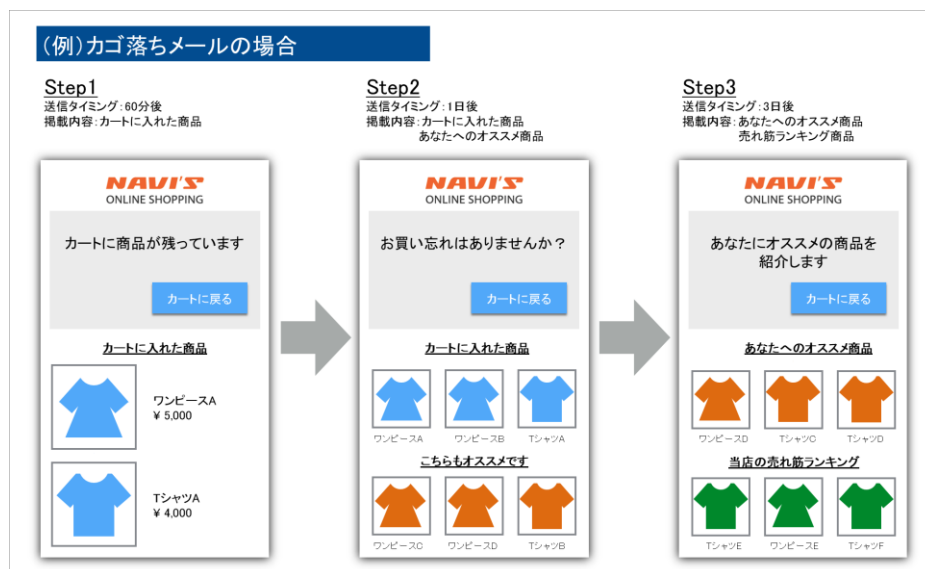 (例)カゴ落ちメールの場合
Step1
送信タイミング:60分後
掲載内容:カートに入れた商品
NAVI'S
ONLINE SHOPPING
カートに商品が残っています
カートに戻る
カートに入れた商品
ワンピースA
¥ 5,000
TシャツA
¥ 4,000
Step2
送信タイミング:1日後
掲載内容:カートに入れた商品
あなたへのオススメ商品
NAVI'S
ONLINE SHOPPING
お買い忘れはありませんか?
カートに戻る
カートに入れた商品
ワンピースA ワンピースB TシャツA
こちらもオススメです
ワンピースC ワンピースD TシャツB
Step3
送信タイミング:3日後
掲載内容:あなたへのオススメ商品
売れ筋ランキング商品
NAVI'S
ONLINE SHOPPING
あなたにオススメの商品を
紹介します
カートに戻る
あなたへのオススメ商品
ワンピースD TシャツC TシャツD
当店の売れ筋ランキング
TシャツE ワンピースE TシャツF